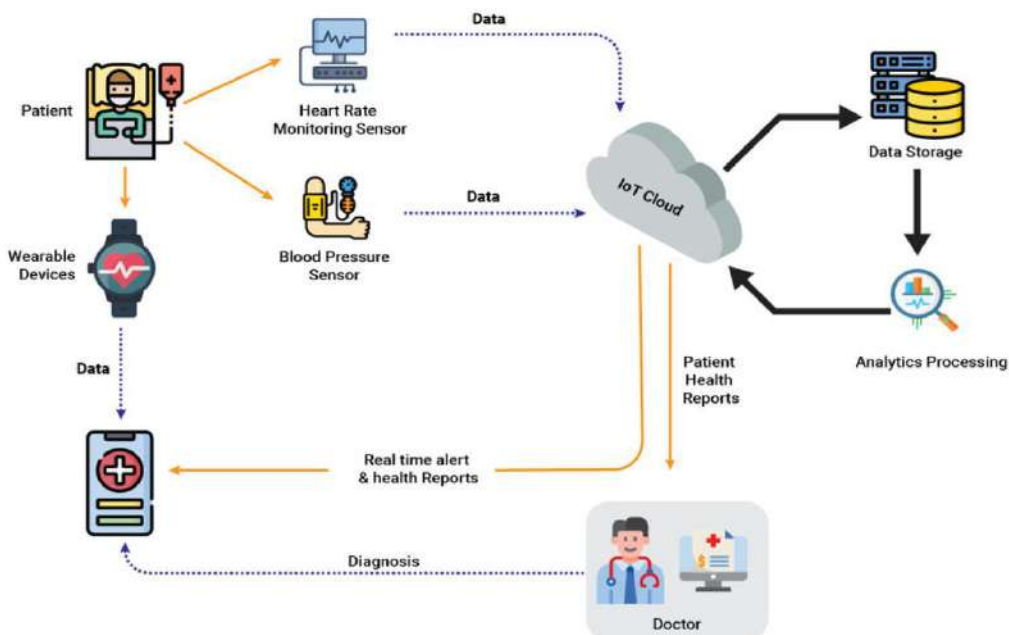 Data
Patient
Heart Rate
Monitoring Sensor
Data Storage
IoT Cloud
Data
Wearable
Devices
Blood Pressure
Sensor
Data
Patient
Health
Reports
Analytics Processing
Real time alert
& health Reports
Diagnosis
Doctor